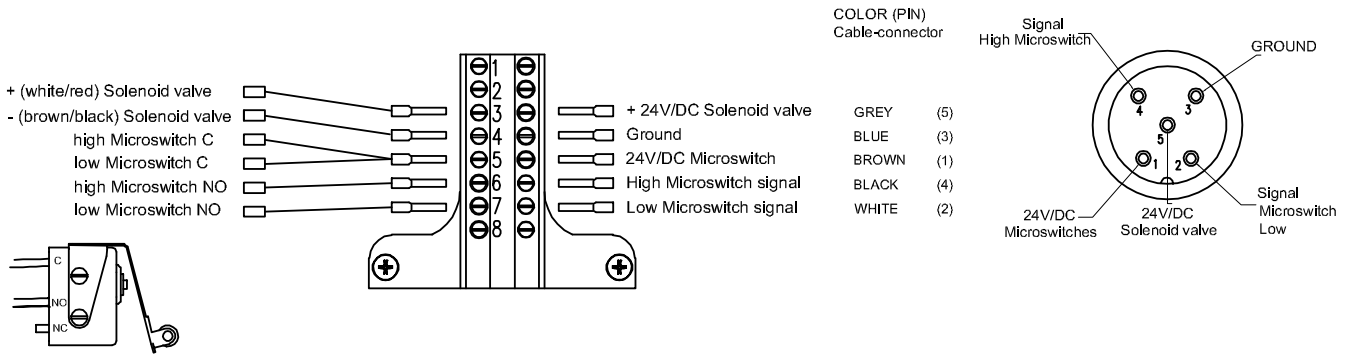 COLOR (PIN)
Cable-connector
+ (white/red) Solenoid valve
- (brown/black) Solenoid valve
high Microswitch C
low Microswitch C
high Microswitch NO
low Microswitch NO
1
2
3
4
5
6
7
8
+ 24V/DC Solenoid valve GREY (5)
Ground BLUE (3)
24V/DC Microswitch BROWN (1)
High Microswitch signal BLACK (4)
Low Microswitch signal WHITE (2)
Signal
High Microswitch
GROUND
4
3
5
1
2
24V/DC
Microswitches
24V/DC
Solenoid valve
Signal
Microswitch
Low
C
NO
NC